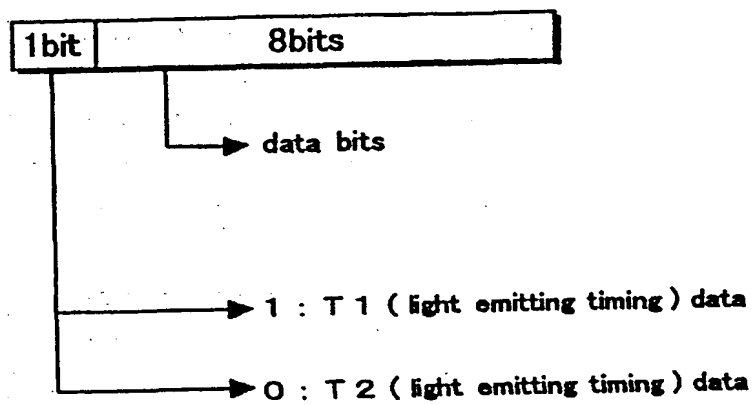 1bit 8bits
data bits
1 : T 1 ( light emitting timing ) data
0 : T 2 ( light emitting timing ) data